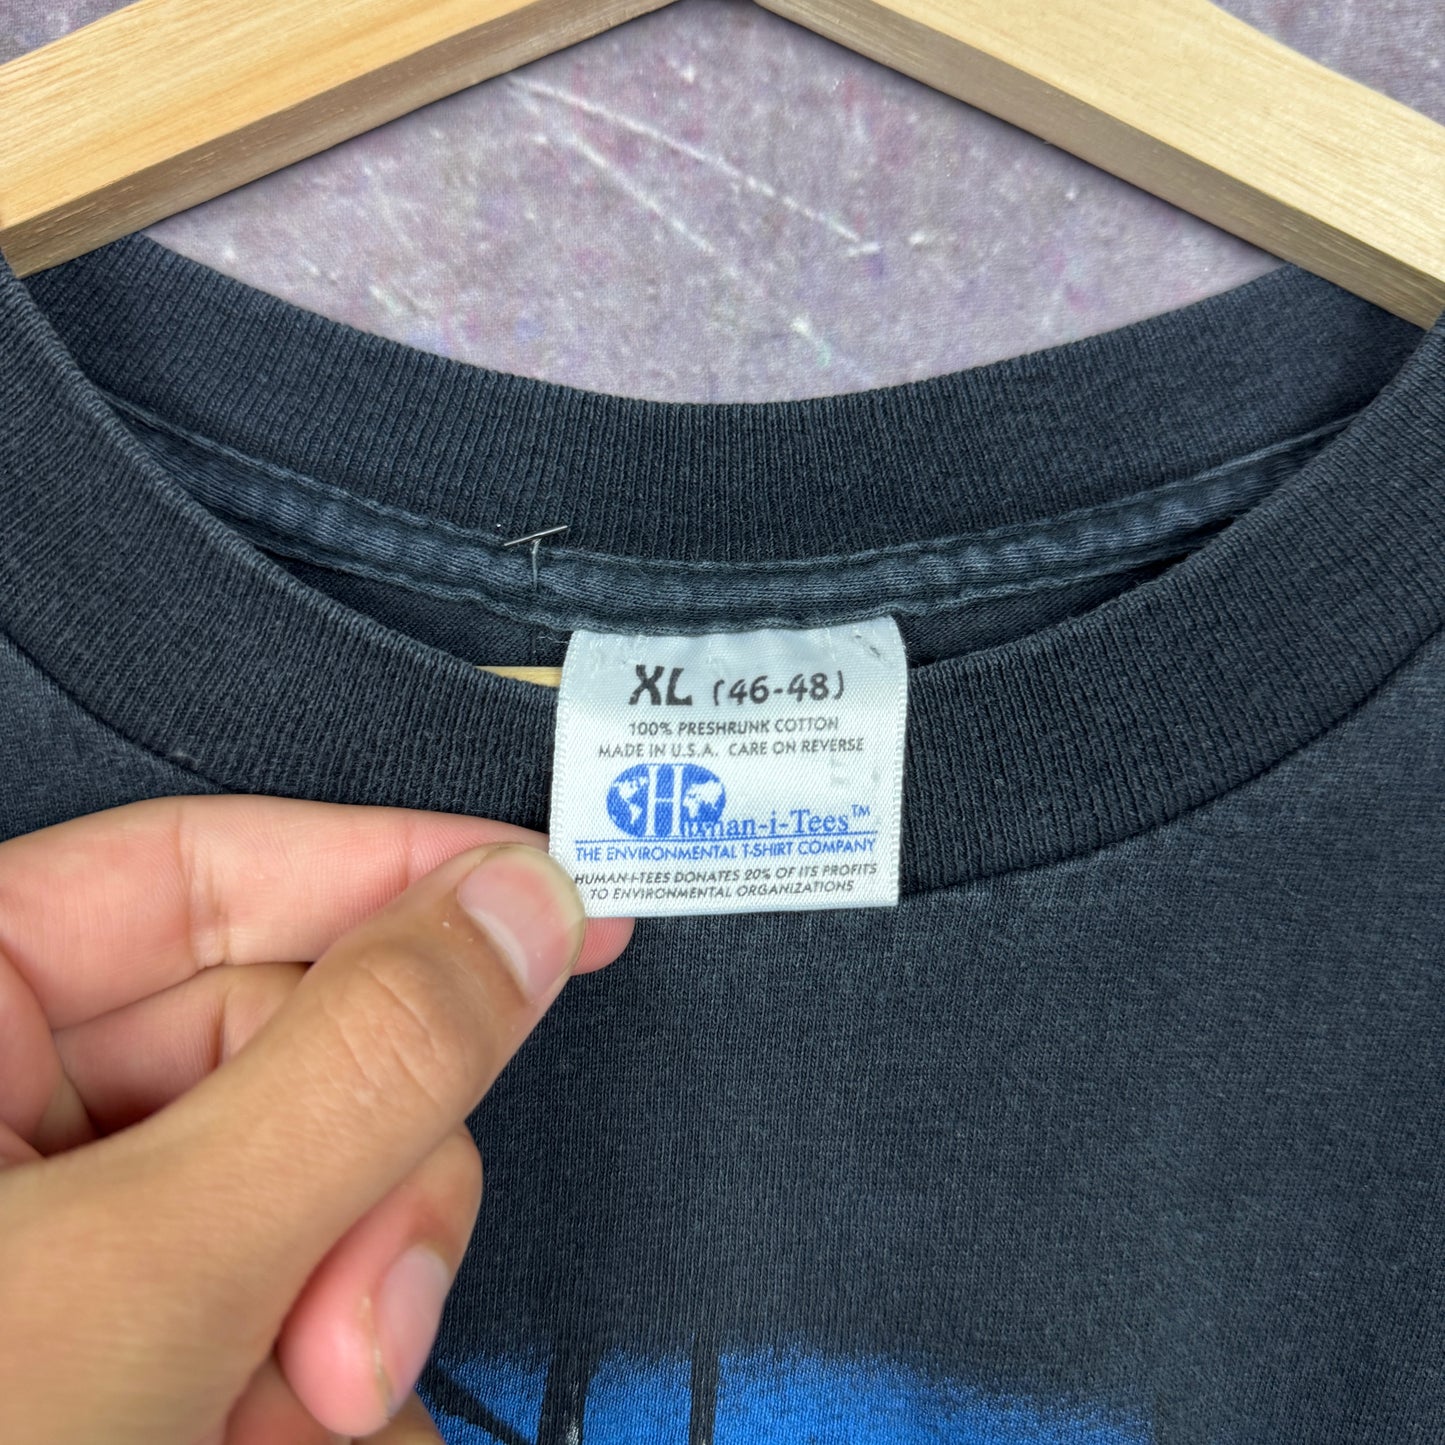 XL (46-48)
100% PRESHRUNK COTTON
MADE IN U.S.A. CARE ON REVERSE
Human-i-Tees™
THE ENVIRONMENTAL T-SHIRT COMPANY
HUMAN-I-TEES DONATES 20% OF ITS PROFITS
TO ENVIRONMENTAL ORGANIZATIONS